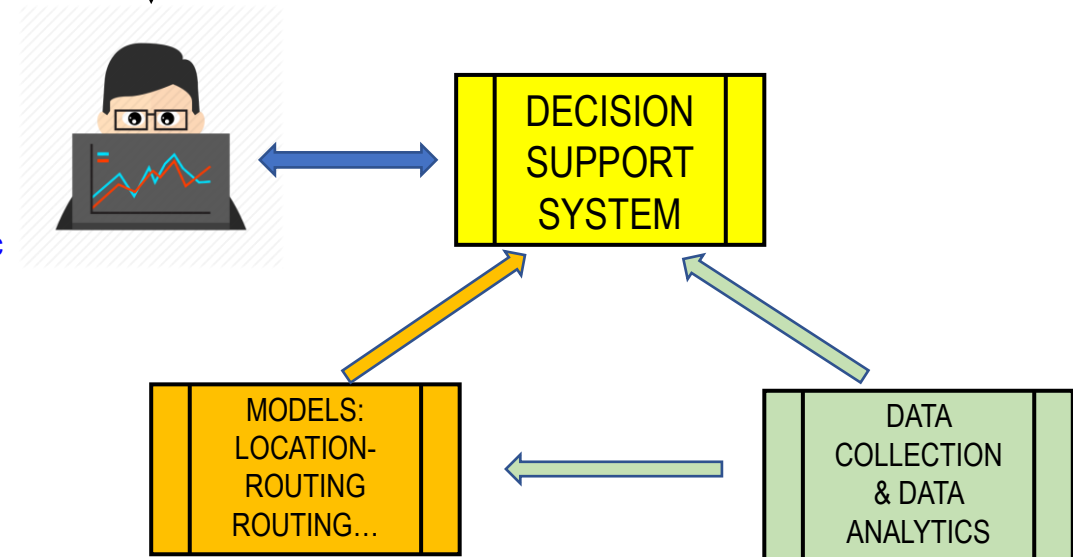 DECISION
SUPPORT
SYSTEM
c
MODELS:
LOCATION-
ROUTING
ROUTING…
DATA
COLLECTION
& DATA
ANALYTICS